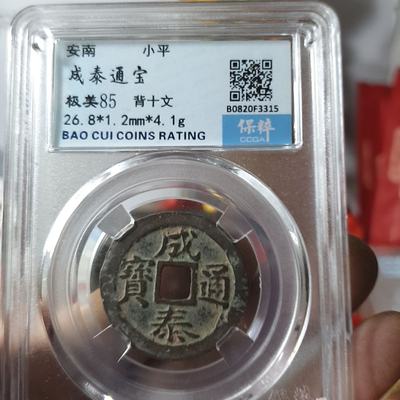 安南 小平
成泰通宝
极美85 背十文
26.8*1.2mm*4.1g
BAO CUI COINS RATING
B0820F3315
保粹
CCGA
成泰通寶